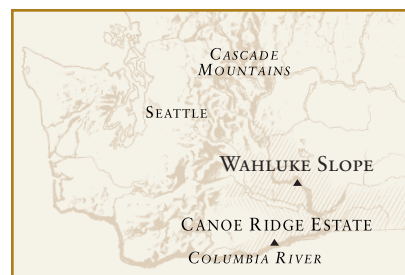 CASCADE
MOUNTAINS
SEATTLE
WAHLUKE SLOPE
CANOE RIDGE ESTATE
COLUMBIA RIVER